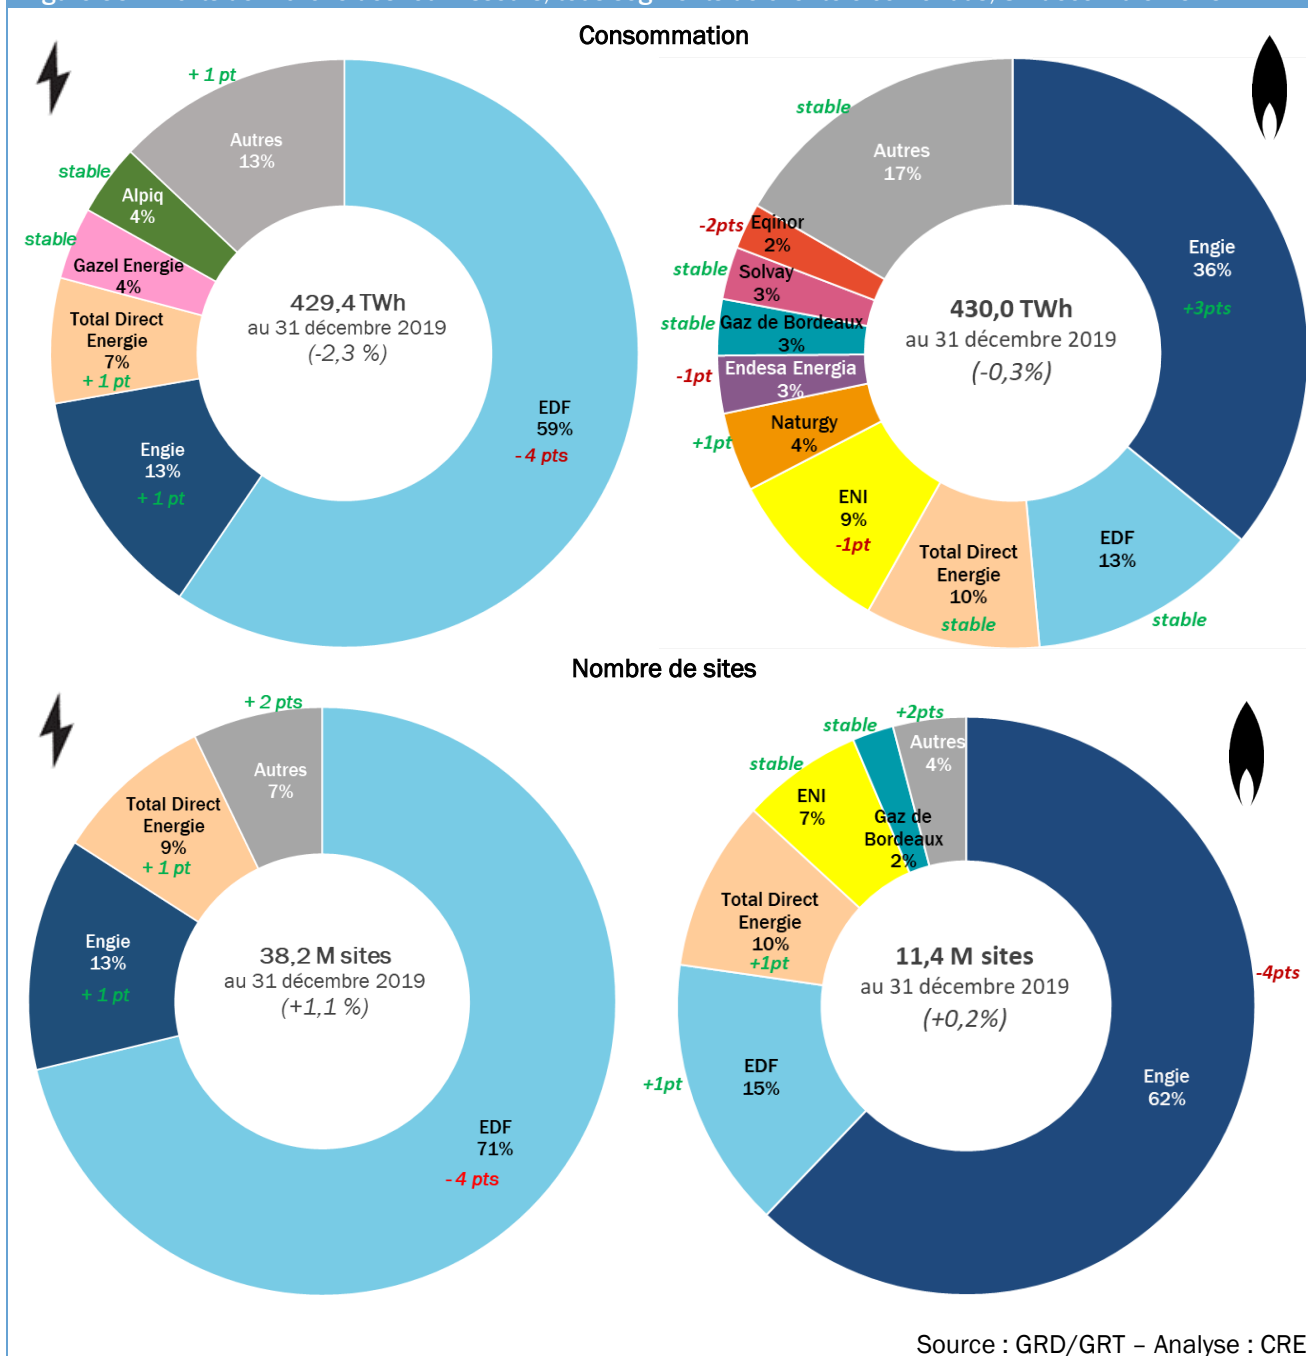 Consommation
+ 1 pt
Autres
13%
stable
Alpiq
4%
stable
Gazel Energie
4%
Total Direct
Energie
7%
+ 1 pt
Engie
13%
+ 1 pt
EDF
59%
- 4 pts
429,4 TWh
au 31 décembre 2019
(-2,3 %)
stable
Autres
17%
-2pts
Eqinor
2%
stable
Solvay
3%
stable
Gaz de Bordeaux
3%
-1pt
Endesa Energia
3%
+1pt
Naturgy
4%
ENI
9%
-1pt
Total Direct
Energie
10%
stable
EDF
13%
stable
Engie
36%
+3pts
430,0 TWh
au 31 décembre 2019
(-0,3%)
Nombre de sites
+ 2 pts
Autres
7%
Total Direct
Energie
9%
+ 1 pt
Engie
13%
+ 1 pt
EDF
71%
- 4 pts
38,2 M sites
au 31 décembre 2019
(+1,1 %)
+2pts
Autres
4%
stable
Gaz de
Bordeaux
2%
stable
ENI
7%
Total Direct
Energie
10%
+1pt
+1pt
EDF
15%
Engie
62%
-4pts
11,4 M sites
au 31 décembre 2019
(+0,2%)
Source : GRD/GRT – Analyse : CRE